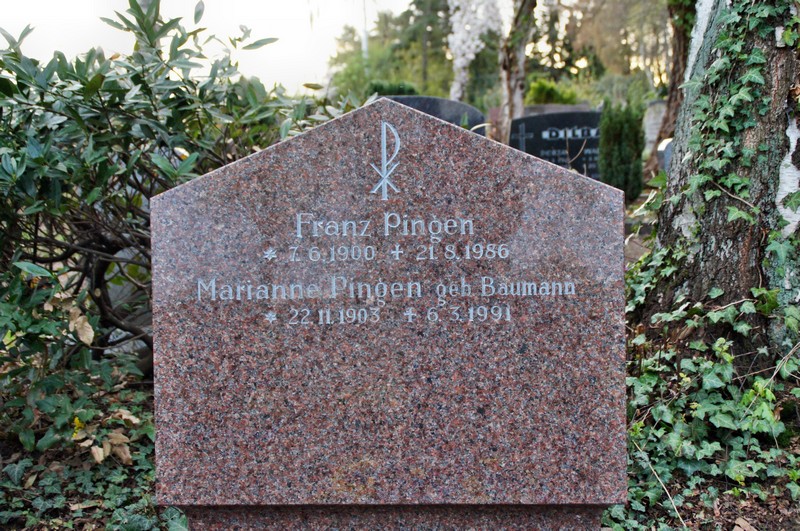 Franz Pingen
* 7.6.1900 + 21.8.1986
Marianne Pingen geb. Baumann
* 22.11.1903 + 6.3.1991